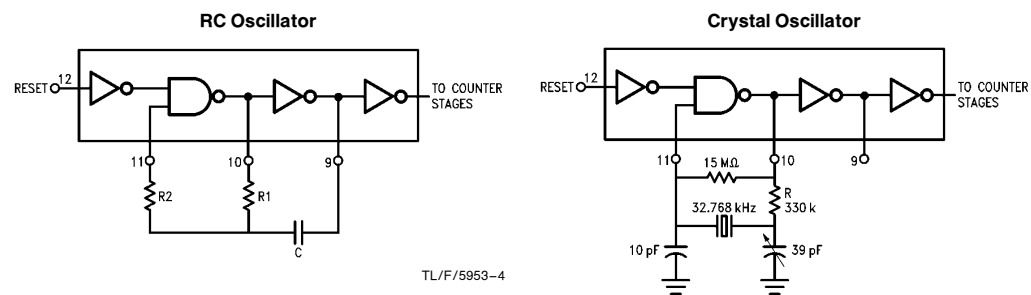 RC Oscillator
RESET
12
TO COUNTER
STAGES
11
10
9
R2
R1
C
TL/F/5953–4
Crystal Oscillator
RESET
12
TO COUNTER
STAGES
11
10
9
15 MΩ
R
330 k
32.768 kHz
10 pF
39 pF